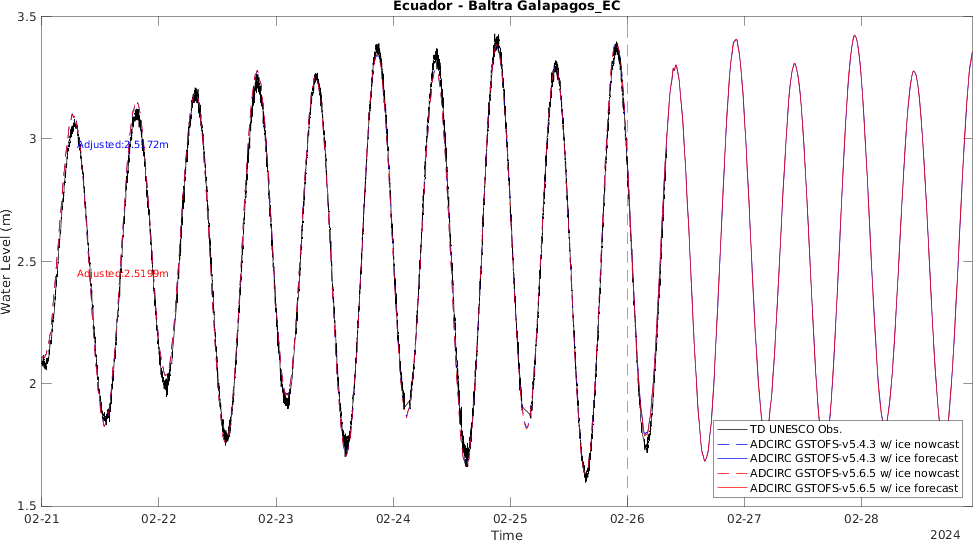 Ecuador - Baltra Galapagos_EC
3.5
3
2.5
2
1.5
Water Level (m)
Adjusted:2.5172m
Adjusted:2.5199m
TD UNESCO Obs.
ADCIRC GSTOFS-v5.4.3 w/ ice nowcast
ADCIRC GSTOFS-v5.4.3 w/ ice forecast
ADCIRC GSTOFS-v5.6.5 w/ ice nowcast
ADCIRC GSTOFS-v5.6.5 w/ ice forecast
02-21 02-22 02-23 02-24 02-25 02-26 02-27 02-28
Time
2024